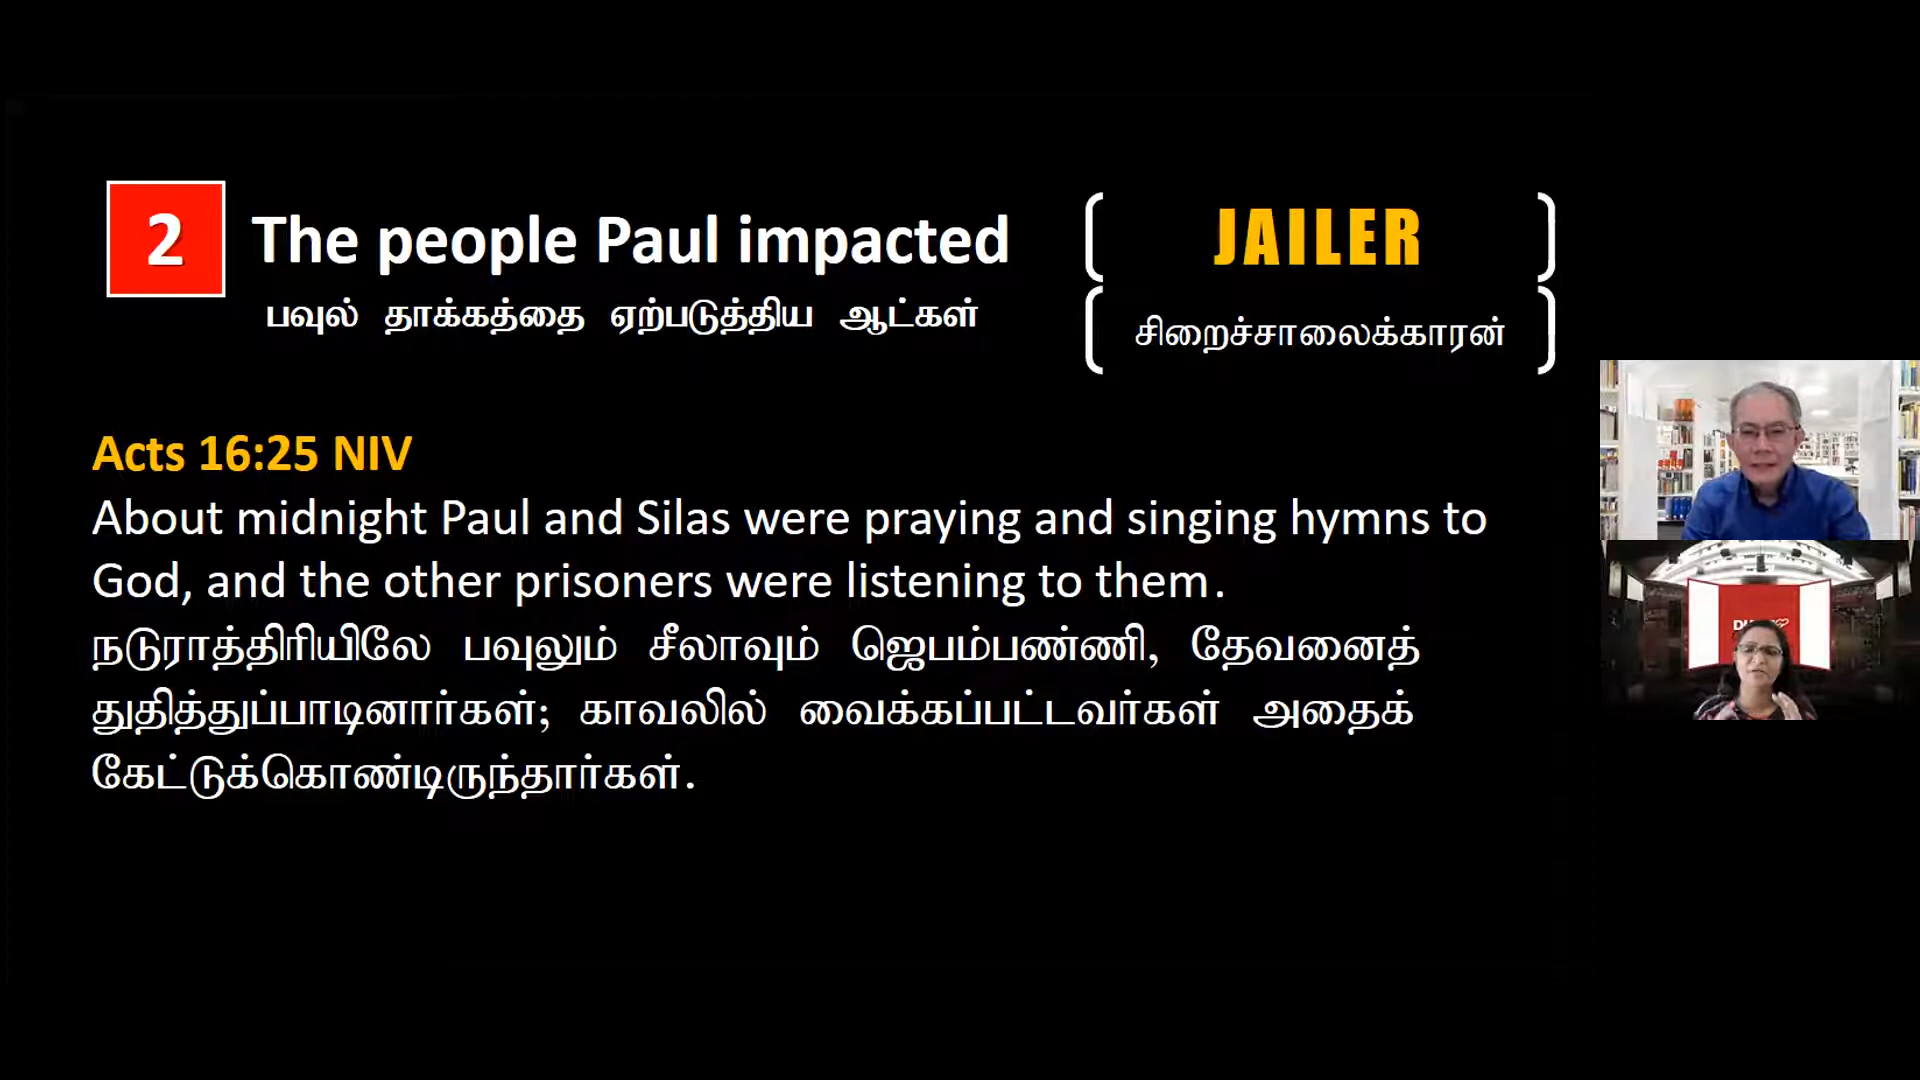 2
The people Paul impacted
பவுல் தாக்கத்தை ஏற்படுத்திய ஆட்கள்
JAILER
சிறைச்சாலைக்காரன்
Acts 16:25 NIV
About midnight Paul and Silas were praying and singing hymns to
God, and the other prisoners were listening to them.
நடுராத்திரியிலே பவுலும் சீலாவும் ஜெபம்பண்ணி, தேவனைத்
துதித்துப்பாடினார்கள்; காவலில் வைக்கப்பட்டவர்கள் அதைக்
கேட்டுக்கொண்டிருந்தார்கள்.